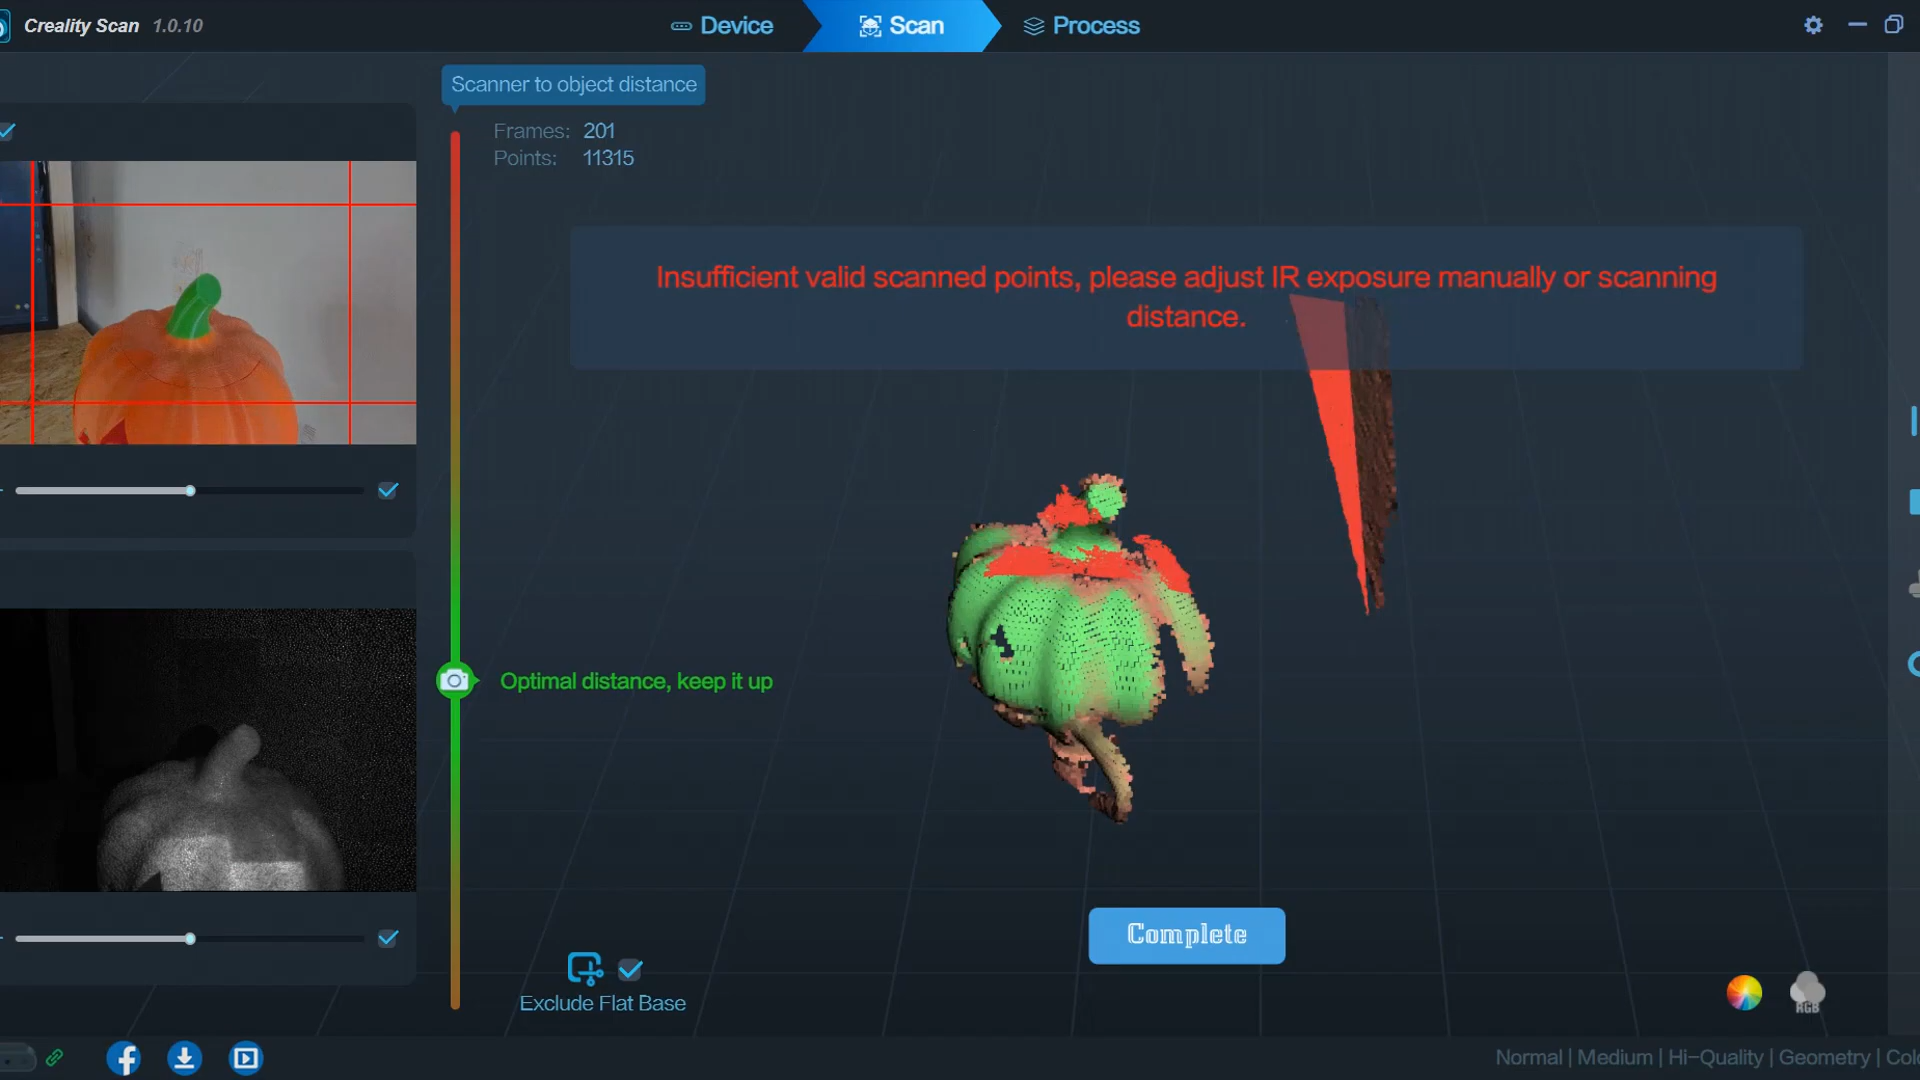 Creality Scan 1.0.10
Device
Scan
Process
Scanner to object distance
Frames: 201
Points: 11315
Insufficient valid scanned points, please adjust IR exposure manually or scanning
distance.
Optimal distance, keep it up
Complete
Exclude Flat Base
RGB
Normal | Medium | Hi-Quality | Geometry | Colo